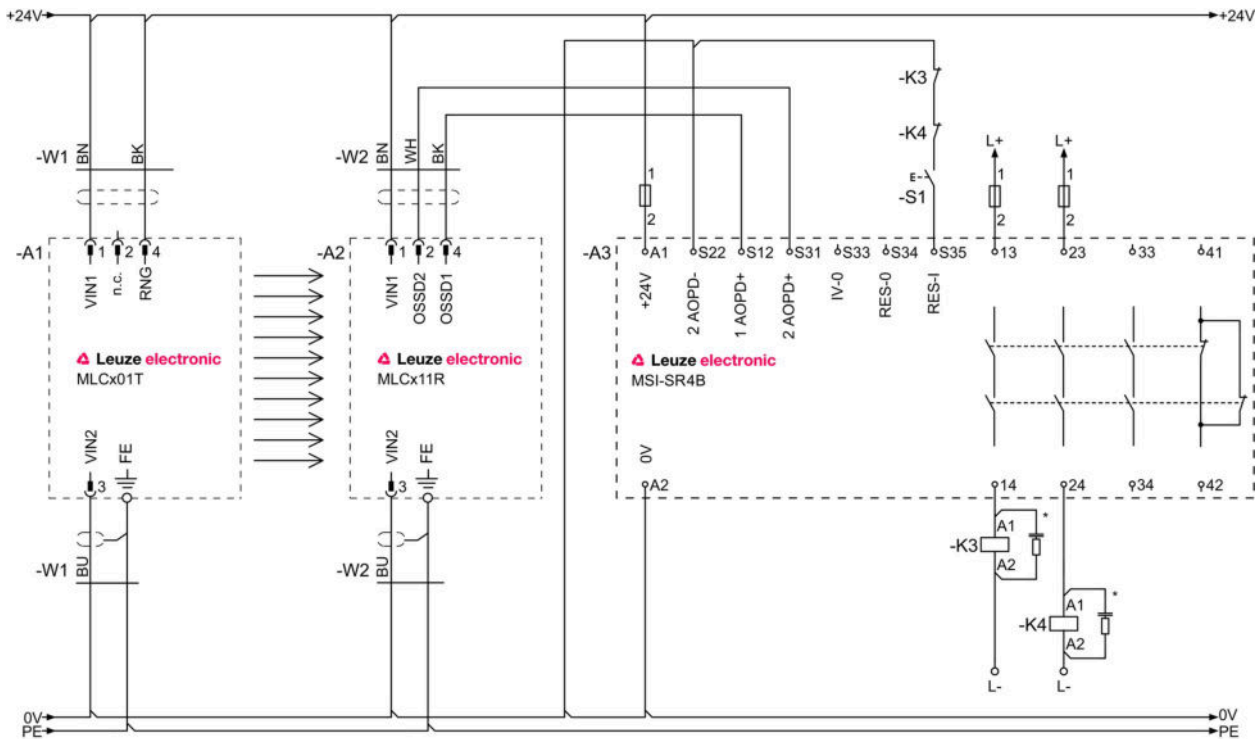 +24V
+24V
-K3
-K4
-S1
E
L+
L+
-W1
BN
BK
-W2
BN
WH
BK
1
2
1
2
1
2
-A1
1
2
4
VIN1
n.c.
RNG
-A2
1
2
4
VIN1
OSSD2
OSSD1
-A3
A1
S22
S12
S31
S33
S34
S35
13
23
33
41
+24V
2 AOPD-
1 AOPD+
2 AOPD+
IV-0
RES-0
RES-I
Leuze electronic
MLCx01T
Leuze electronic
MLCx11R
Leuze electronic
MSI-SR4B
VIN2
FE
3
VIN2
FE
3
0V
A2
14
24
34
42
-W1
BU
-W2
BU
-K3
A1
A2
*
-K4
A1
A2
*
L-
L-
0V
0V
PE
PE